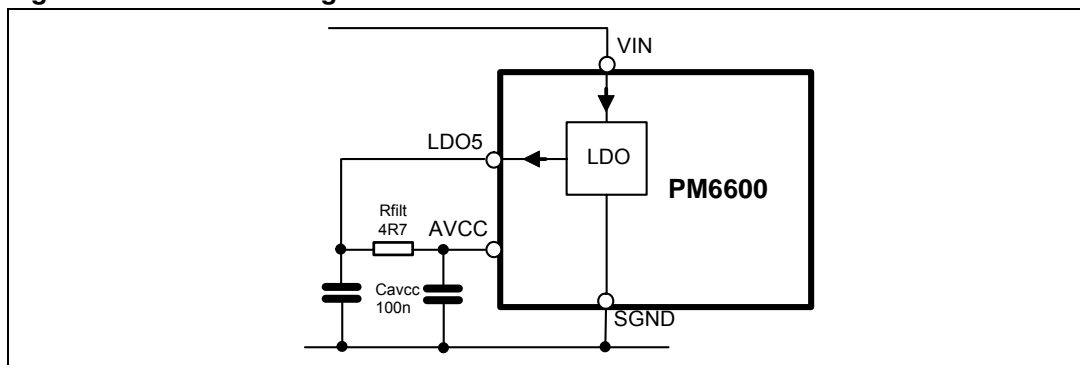 VIN
LDO5
LDO
PM6600
Rfilt
4R7
AVCC
Cavcc
100n
SGND